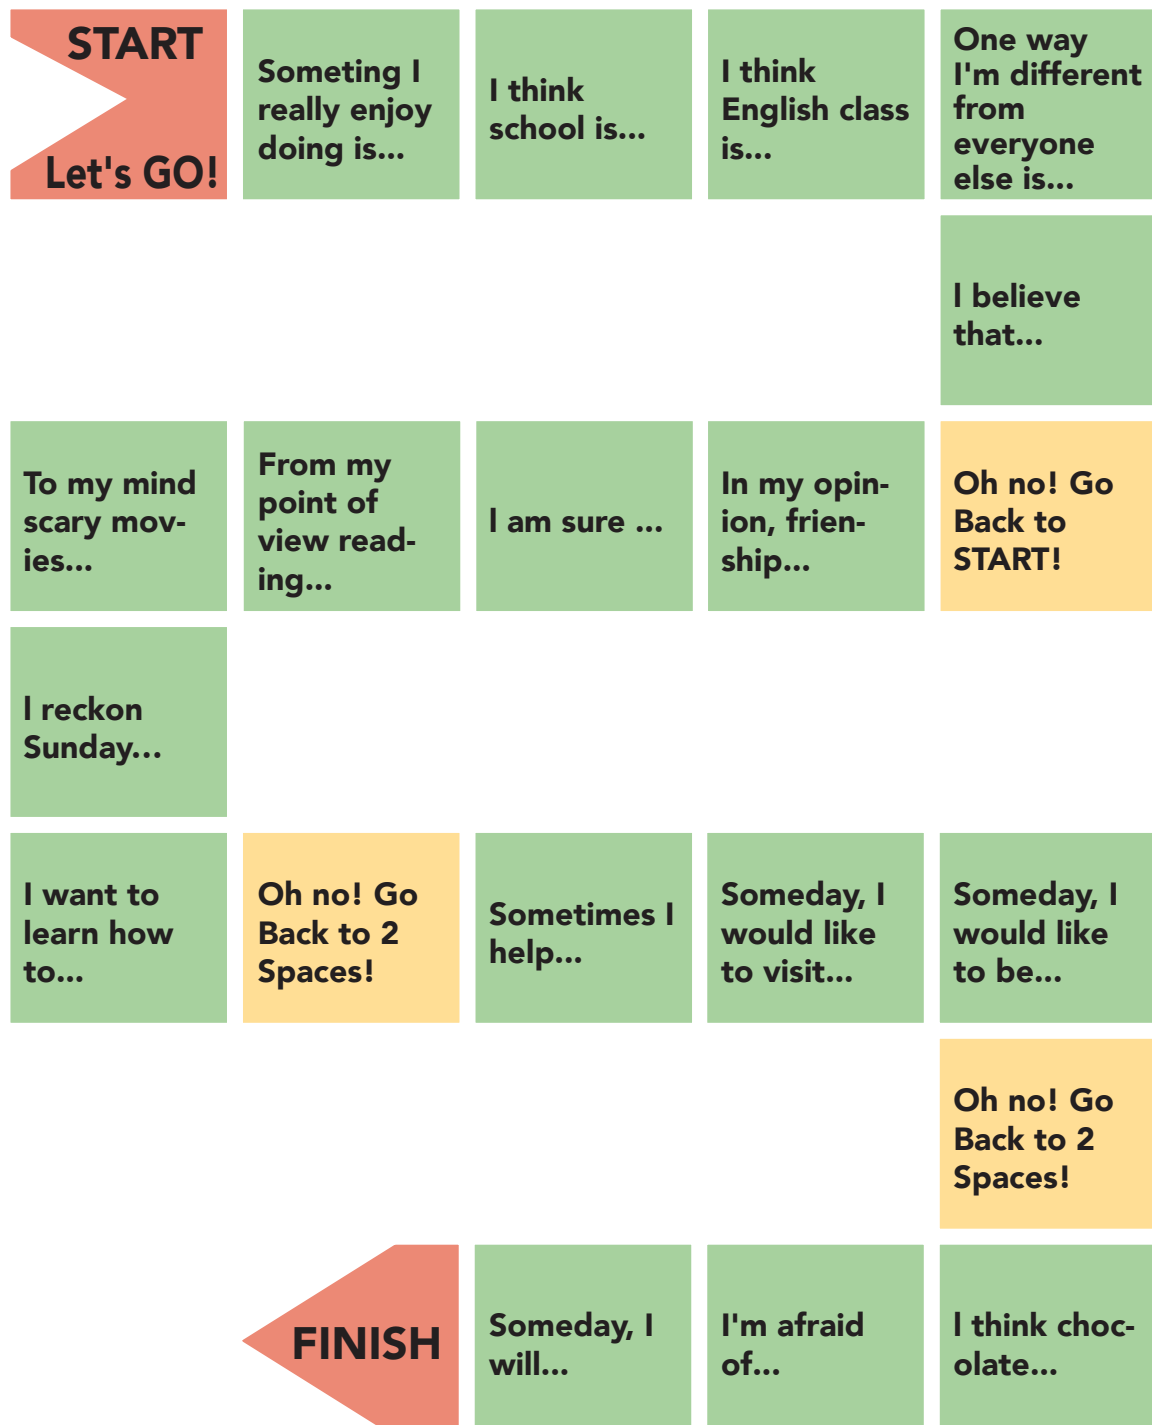 START
Let's GO!
Someting I
really enjoy
doing is...
I think
school is...
I think
English class
is...
One way
I'm different
from
everyone
else is...
I believe
that...
Oh no! Go
Back to
START!
In my opin-
ion, frien-
ship...
I am sure ...
From my
point of
view read-
ing...
To my mind
scary mov-
ies...
I reckon
Sunday...
I want to
learn how
to...
Oh no! Go
Back to 2
Spaces!
Sometimes I
help...
Someday, I
would like
to visit...
Someday, I
would like
to be...
Oh no! Go
Back to 2
Spaces!
I think choc-
olate...
I'm afraid
of...
Someday, I
will...
FINISH